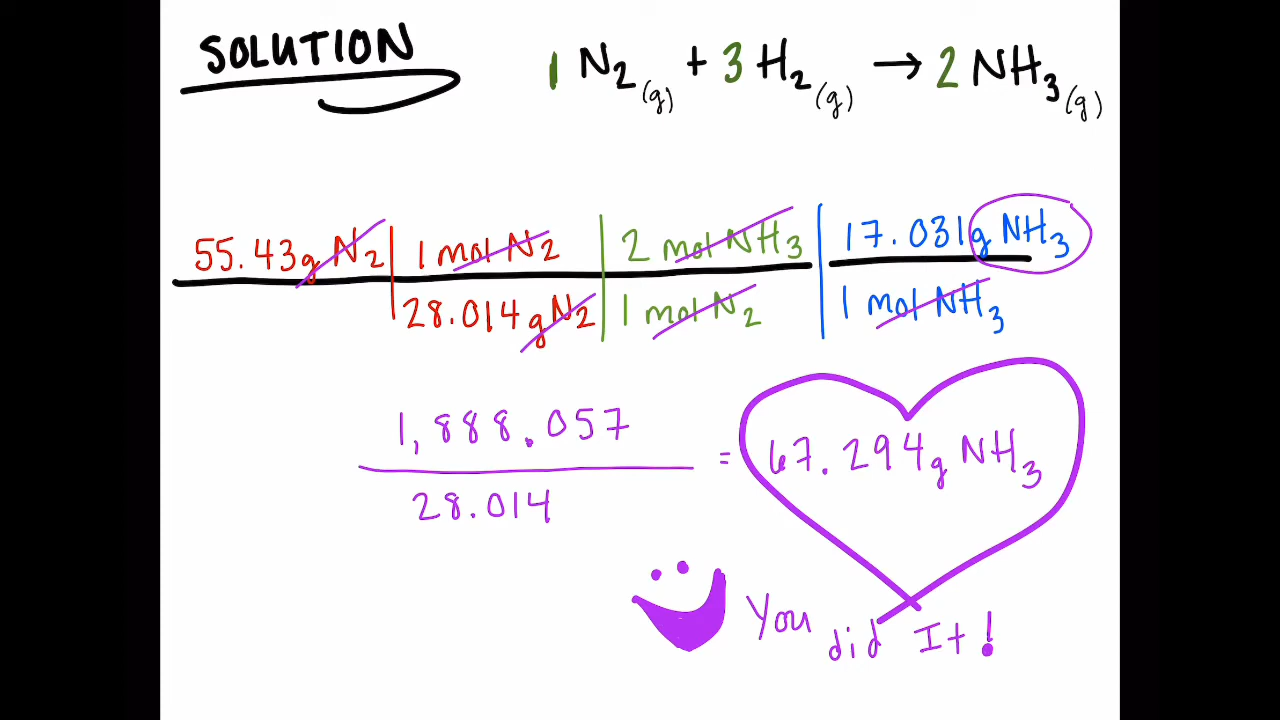 SOLUTION
1 N₂(g) + 3 H₂(g) → 2 NH₃(g)
55.43g N₂ | 1 mol N₂ | 2 mol NH₃ | 17.031g NH₃
28.014 g N₂ | 1 mol N₂ | 1 mol NH₃
1,888.057
28.014
= 67.294g NH₃
You did It!